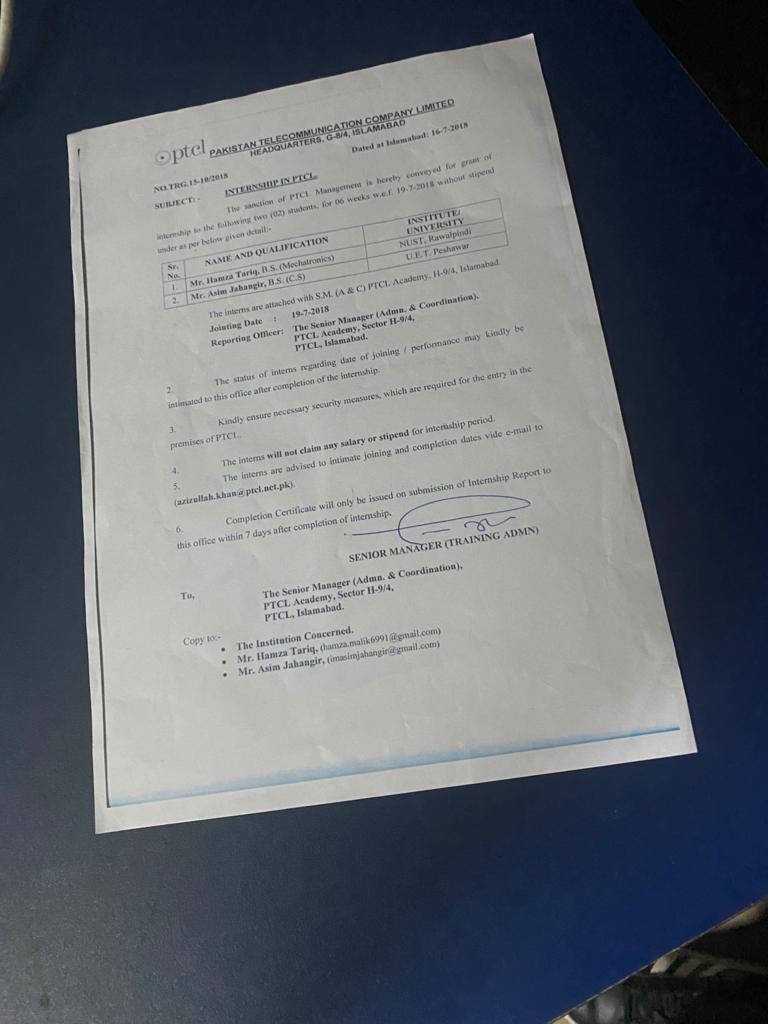 ptcl PAKISTAN TELECOMMUNICATION COMPANY LIMITED
HEADQUARTERS, G-8/4, ISLAMABAD
Dated at Islamabad: 16-7-2018
NO.TRG.15-10/2018
SUBJECT: - INTERNSHIP IN PTCL.
The sanction of PTCL Management is hereby conveyed for grant of
internship to the following two (02) students, for 06 weeks w.e.f. 19-7-2018 without stipend
under as per below given detail:-
Sr. No. NAME AND QUALIFICATION INSTITUTE/ UNIVERSITY
1. Mr. Hamza Tariq, B.S. (Mechatronics) NUST, Rawalpindi
2. Mr. Asim Jahangir, B.S. (C.S) U.E.T. Peshawar
The interns are attached with S.M. (A & C) PTCL Academy, H-9/4, Islamabad.
Jointing Date : 19-7-2018
Reporting Officer: The Senior Manager (Admn. & Coordination),
PTCL Academy, Sector H-9/4,
PTCL, Islamabad.
2. The status of interns regarding date of joining / performance may kindly be
intimated to this office after completion of the internship.
3. Kindly ensure necessary security measures, which are required for the entry in the
premises of PTCL.
4. The interns will not claim any salary or stipend for internship period.
5. The interns are advised to intimate joining and completion dates vide e-mail to
(azizullah.khan@ptcl.net.pk).
6. Completion Certificate will only be issued on submission of Internship Report to
this office within 7 days after completion of internship.
SENIOR MANAGER (TRAINING ADMN)
To,
The Senior Manager (Admn. & Coordination),
PTCL Academy, Sector H-9/4,
PTCL, Islamabad.
Copy to:-
• The Institution Concerned.
• Mr. Hamza Tariq, (hamza.malik6991@gmail.com)
• Mr. Asim Jahangir, (imasimjahangir@gmail.com)